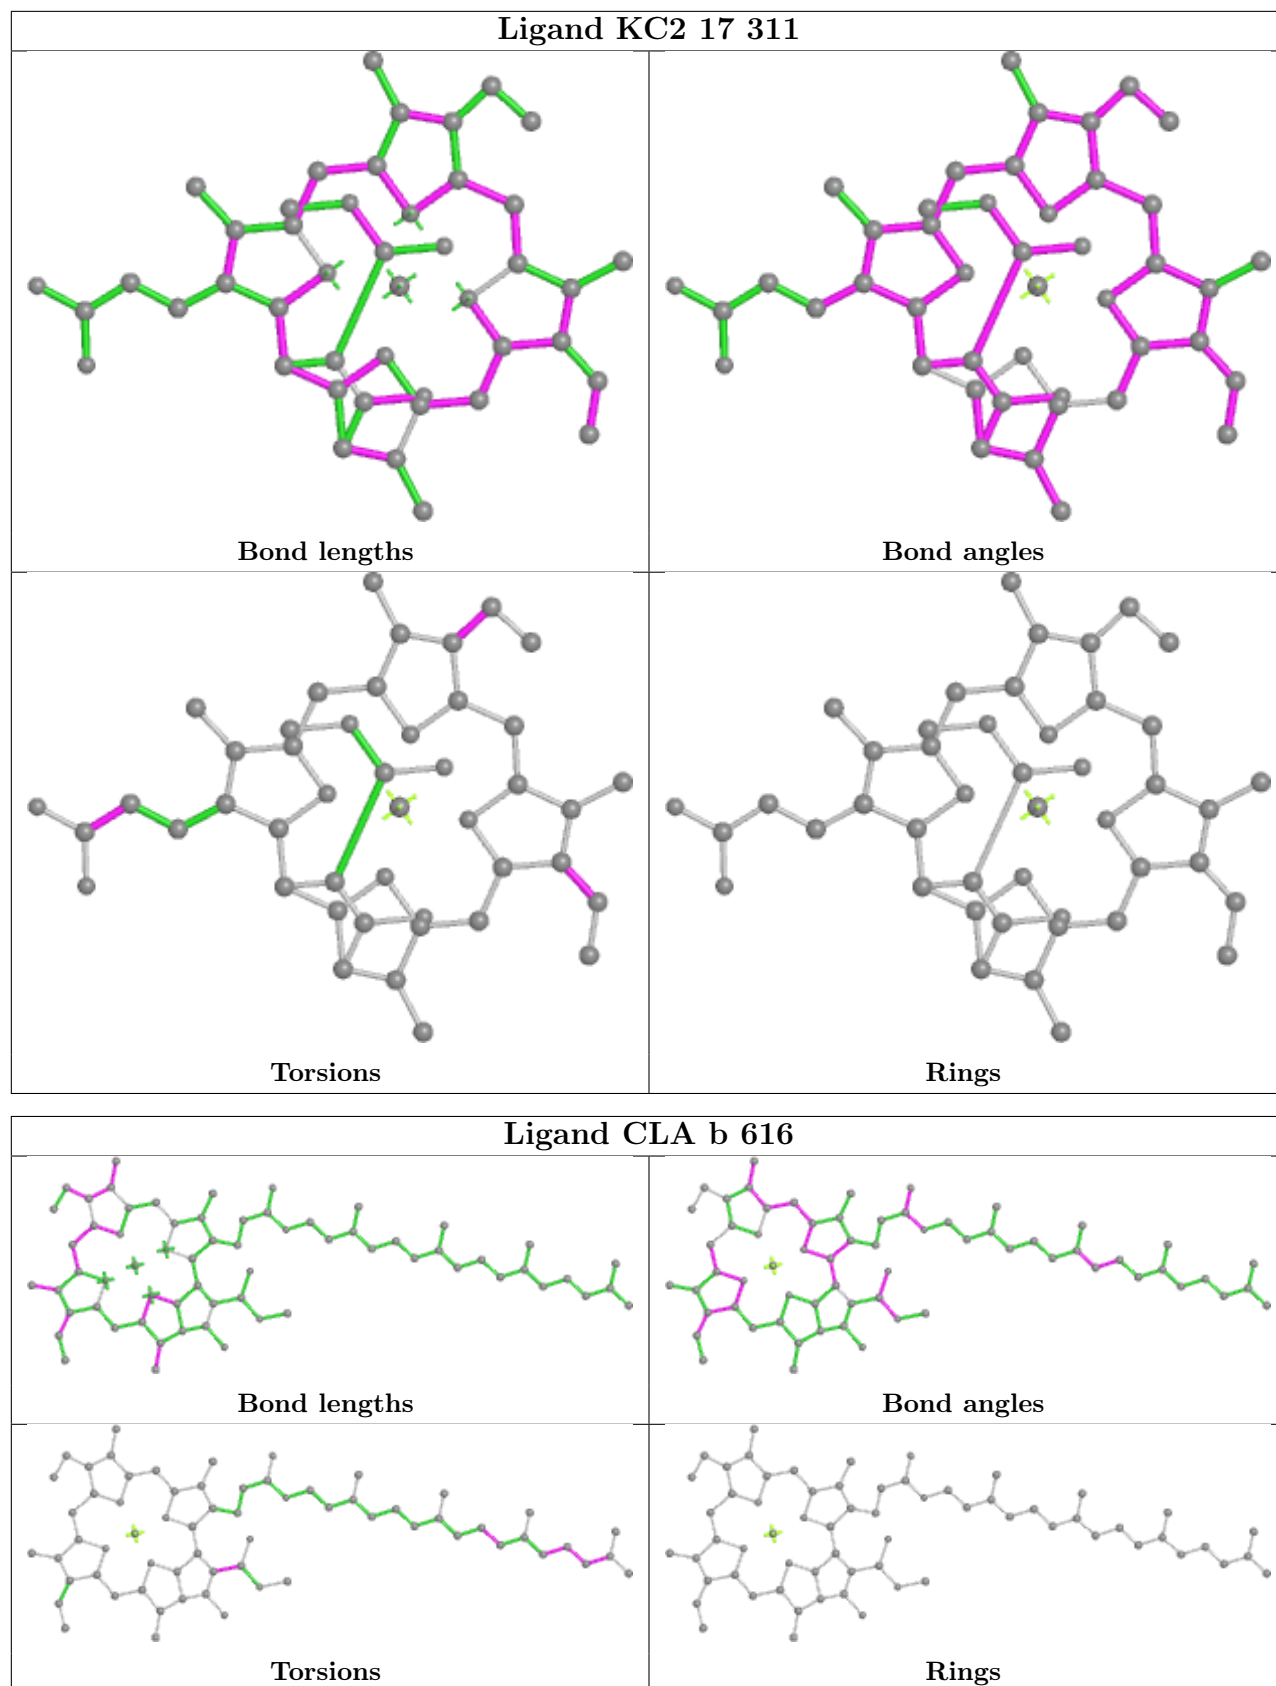 Ligand KC2 17 311
Bond lengths
Bond angles
Torsions
Rings
Ligand CLA b 616
Bond lengths
Bond angles
Torsions
Rings